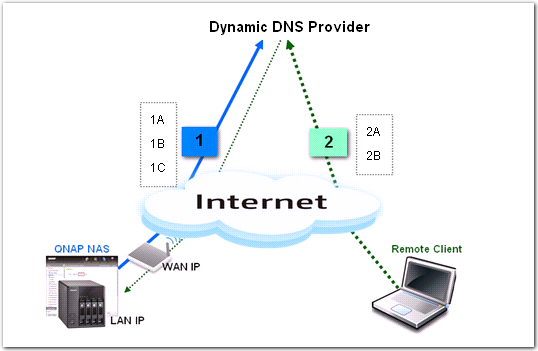 Dynamic DNS Provider
1A
1B
1C
1
2
2A
2B
Internet
QNAP NAS
WAN IP
LAN IP
Remote Client